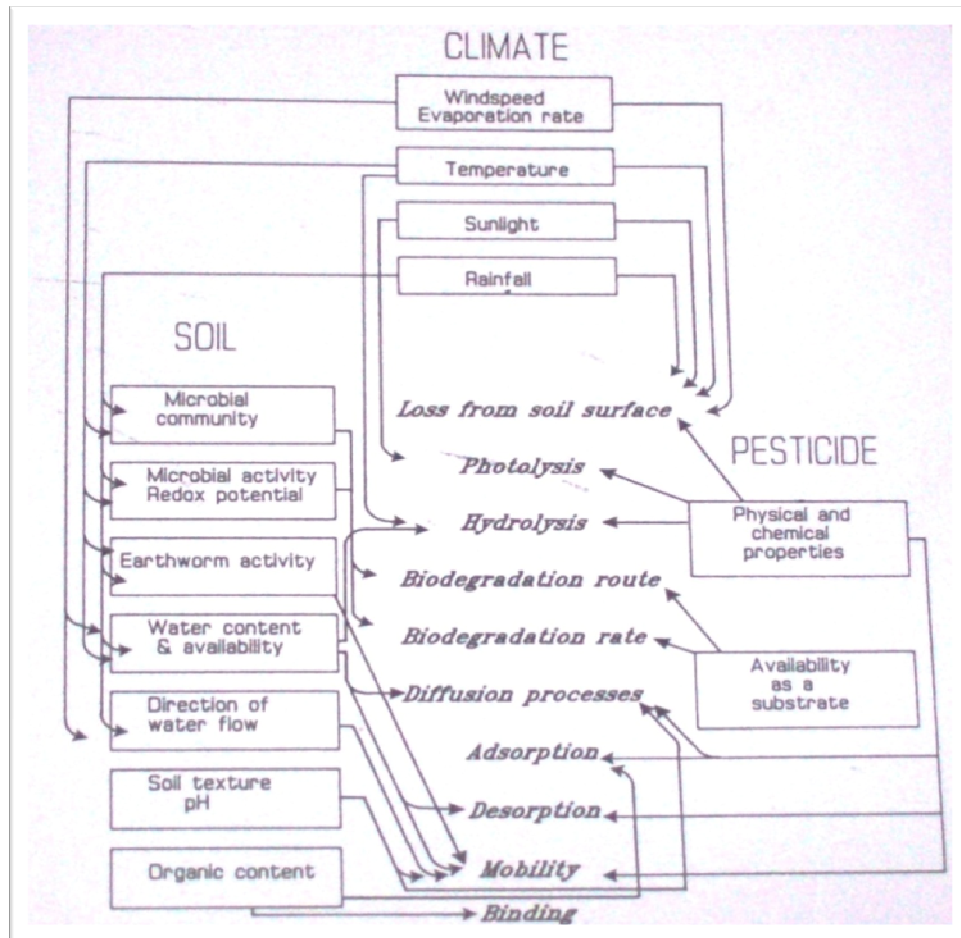 CLIMATE
Windspeed
Evaporation rate
Temperature
Sunlight
Rainfall
SOIL
Microbial
community
Microbial activity
Redox potential
Earthworm activity
Water content
& availability
Direction of
water flow
Soil texture
pH
Organic content
Loss from soil surface
Photolysis
Hydrolysis
Biodegradation route
Biodegradation rate
Diffusion processes
Adsorption
Desorption
Mobility
Binding
PESTICIDE
Physical and
chemical
properties
Availability
as a
substrate